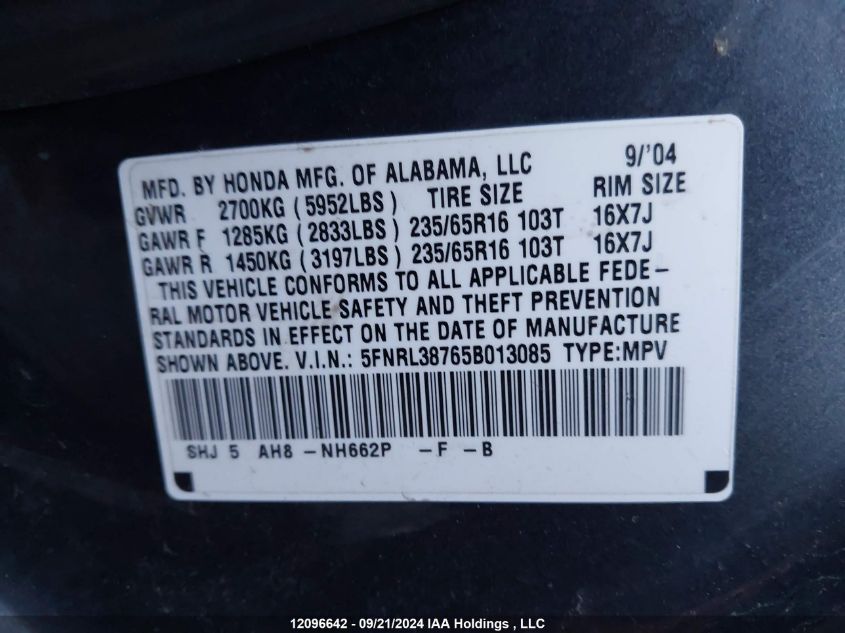 MFD. BY HONDA MFG. OF ALABAMA, LLC 9/'04
GVWR 2700KG ( 5952LBS ) TIRE SIZE RIM SIZE
GAWR F 1285KG ( 2833LBS ) 235/65R16 103T 16X7J
GAWR R 1450KG ( 3197LBS ) 235/65R16 103T 16X7J
THIS VEHICLE CONFORMS TO ALL APPLICABLE FEDE–
RAL MOTOR VEHICLE SAFETY AND THEFT PREVENTION
STANDARDS IN EFFECT ON THE DATE OF MANUFACTURE
SHOWN ABOVE. V.I.N.: 5FNRL38765B013085 TYPE:MPV
SHJ 5 AH8 –NH662P –F –B
12096642 - 09/21/2024 IAA Holdings , LLC